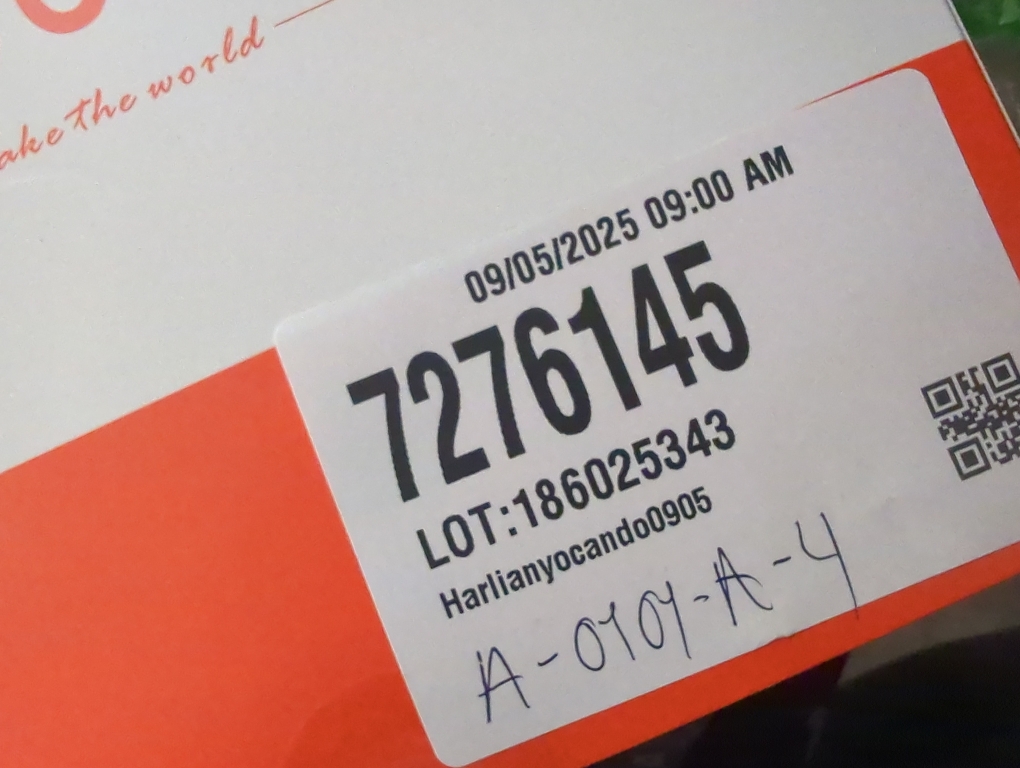 ake the world
09/05/2025 09:00 AM
7276145
LOT:186025343
Harlianyocando0905
A-0101-A-4